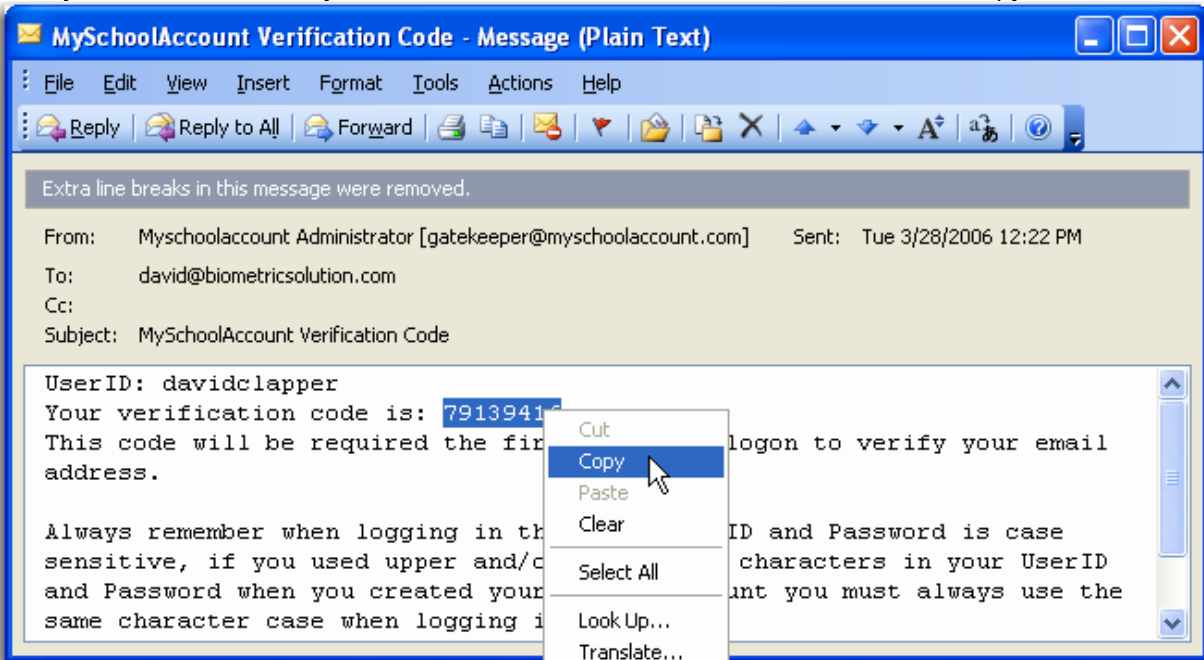 MySchoolAccount Verification Code - Message (Plain Text)
File Edit View Insert Format Tools Actions Help
Reply Reply to All Forward
Extra line breaks in this message were removed.
From: Myschoolaccount Administrator [gatekeeper@myschoolaccount.com] Sent: Tue 3/28/2006 12:22 PM
To: david@biometricsolution.com
Cc:
Subject: MySchoolAccount Verification Code
UserID: davidclapper
Your verification code is: 7913941
This code will be required the logon to verify your email
address.
Always remember when logging in ID and Password is case
sensitive, if you used upper characters in your UserID
and Password when you created your you must always use the
same character case when logging
Cut
Copy
Paste
Clear
Select All
Look Up...
Translate...